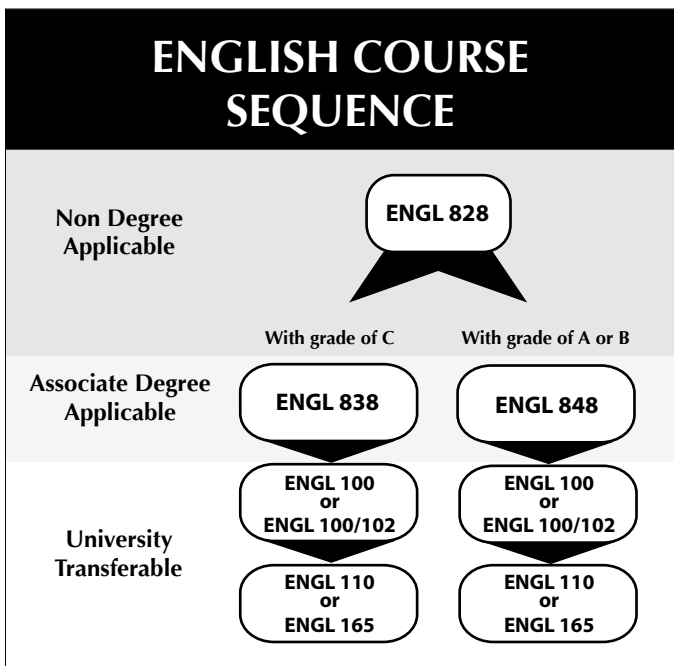 ENGLISH COURSE
SEQUENCE
Non Degree
Applicable
ENGL 828
With grade of C
With grade of A or B
Associate Degree
Applicable
ENGL 838
ENGL 848
University
Transferable
ENGL 100
or
ENGL 100/102
ENGL 100
or
ENGL 100/102
ENGL 110
or
ENGL 165
ENGL 110
or
ENGL 165